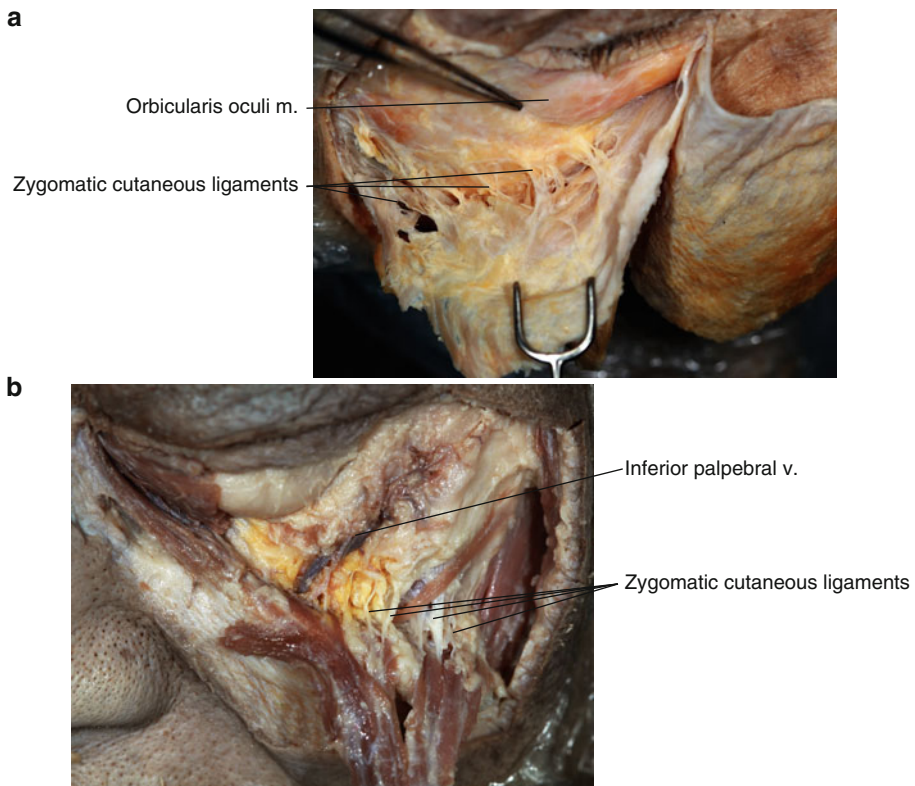 a
Orbicularis oculi m.
Zygomatic cutaneous ligaments
b
Inferior palpebral v.
Zygomatic cutaneous ligaments